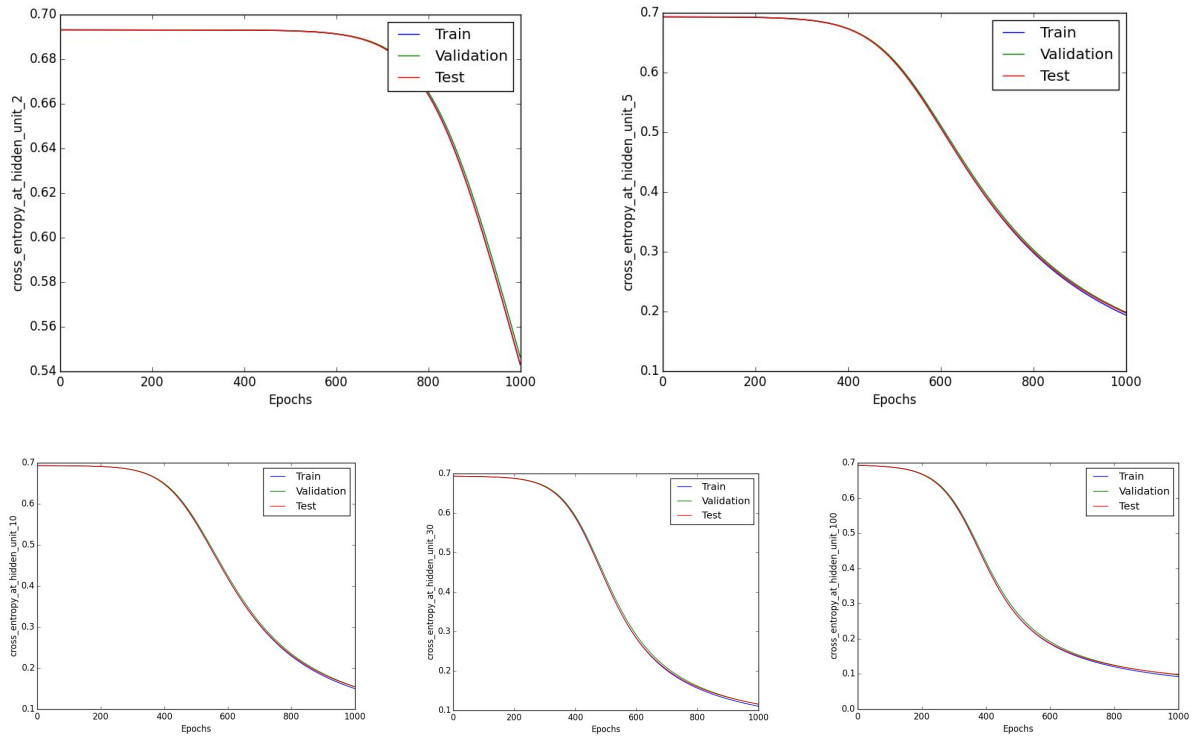 cross_entropy_at_hidden_unit_2
0.70
0.68
0.66
0.64
0.62
0.60
0.58
0.56
0.54
0 200 400 600 800 1000
Epochs
Train
Validation
Test
cross_entropy_at_hidden_unit_5
0.7
0.6
0.5
0.4
0.3
0.2
0.1
0 200 400 600 800 1000
Epochs
Train
Validation
Test
cross_entropy_at_hidden_unit_10
0.7
0.6
0.5
0.4
0.3
0.2
0.1
0 200 400 600 800 1000
Epochs
Train
Validation
Test
cross_entropy_at_hidden_unit_30
0.7
0.6
0.5
0.4
0.3
0.2
0.1
0 200 400 600 800 1000
Epochs
Train
Validation
Test
cross_entropy_at_hidden_unit_100
0.7
0.6
0.5
0.4
0.3
0.2
0.1
0.0
0 200 400 600 800 1000
Epochs
Train
Validation
Test